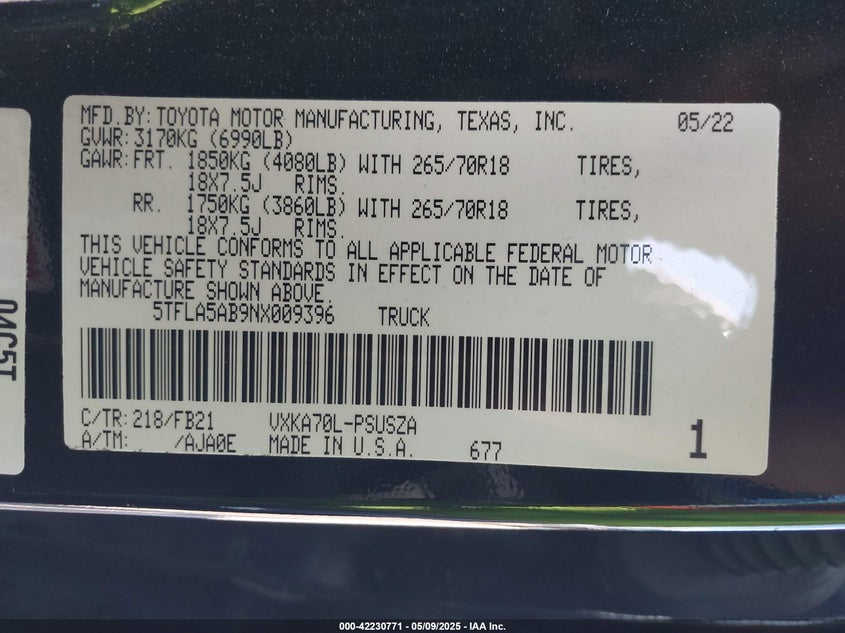 MFD.BY: TOYOTA MOTOR MANUFACTURING, TEXAS, INC. 05/22
GVWR: 3170KG (6990LB)
GAWR: FRT. 1850KG (4080LB) WITH 265/70R18 TIRES,
18X7.5J RIMS.
RR. 1750KG (3860LB) WITH 265/70R18 TIRES,
18X7.5J RIMS.
THIS VEHICLE CONFORMS TO ALL APPLICABLE FEDERAL MOTOR
VEHICLE SAFETY STANDARDS IN EFFECT ON THE DATE OF
MANUFACTURE SHOWN ABOVE.
5TFLA5AB9NX009396 TRUCK
C/TR: 218/FB21 VXKA70L-PSUSZA
A/TM: /AJA0E MADE IN U.S.A. 677 1
04C5T
000-42230771 | 05/09/2025 - IAA Inc.